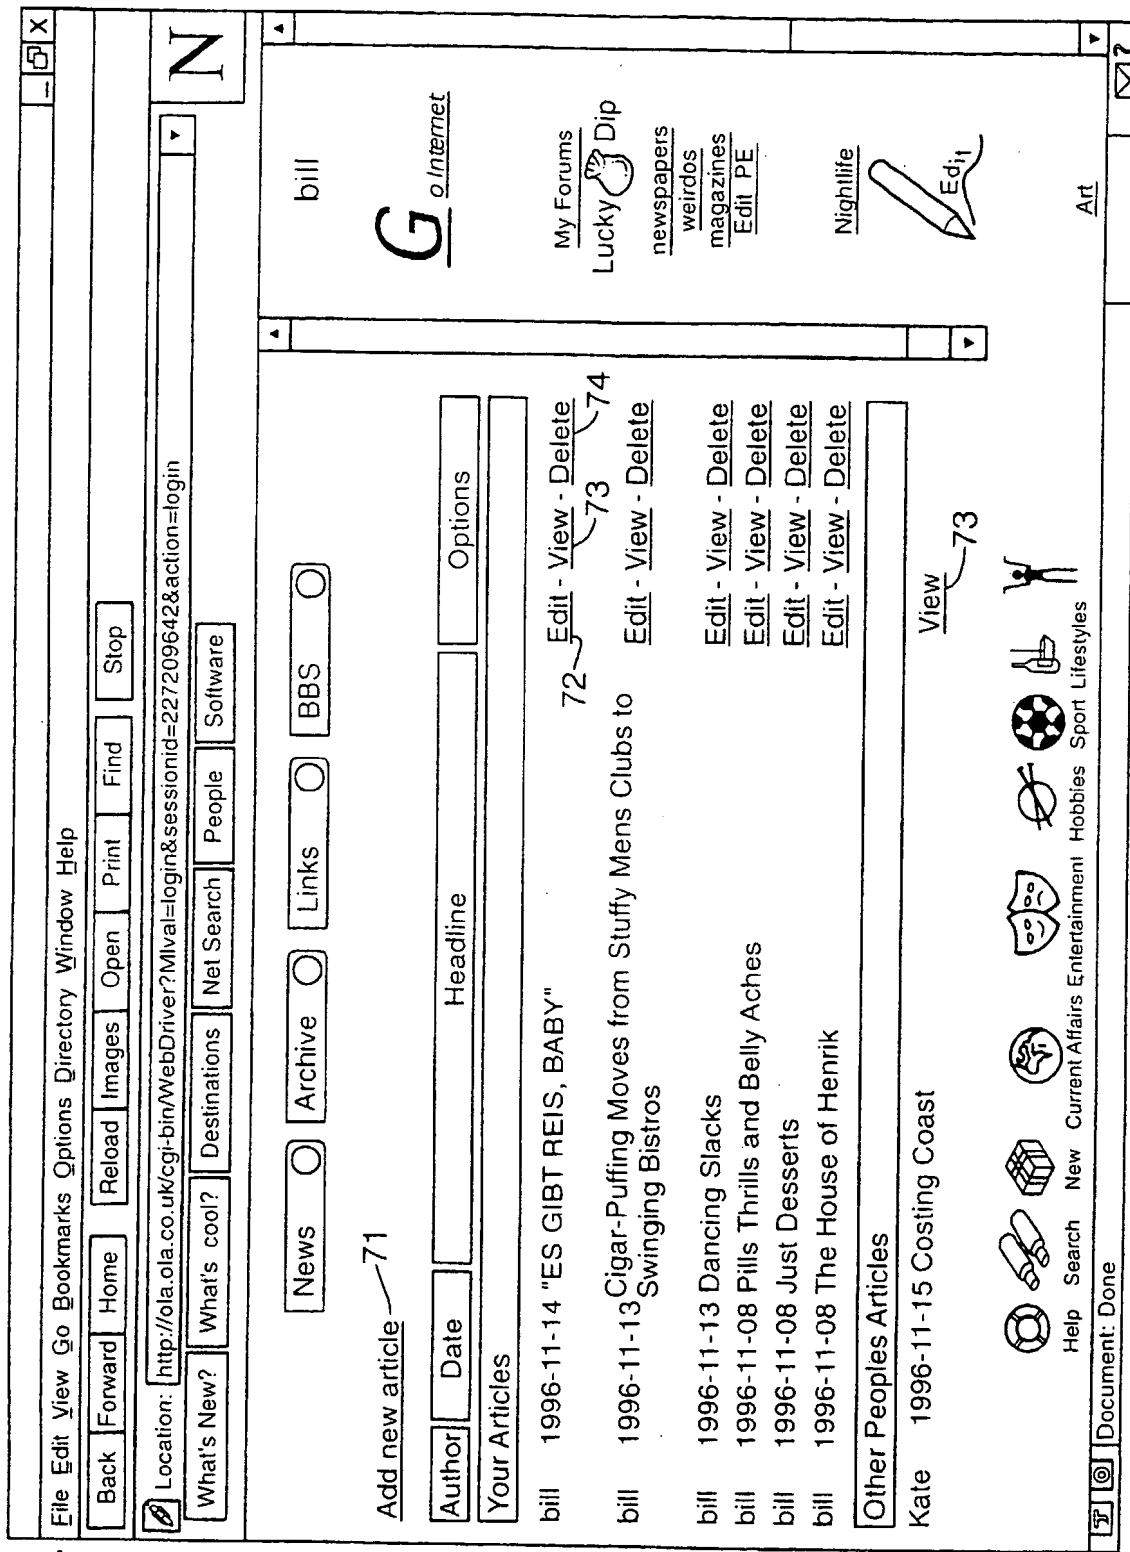 File Edit View Go Bookmarks Options Directory Window Help
Back Forward Home Reload Images Open Print Find Stop
Location: http://ola.ola.co.uk/cgi-bin/WebDriver?MIval=login&sessionid=2272209642&action=login
N
What's New? What's cool? Destinations Net Search People Software
News Archive Links BBS
bill
Add new article 71
G o Internet
Author Date Headline Options
Your Articles
bill 1996-11-14 "ES GIBT REIS, BABY" Edit - View - Delete
72 73 74
bill 1996-11-13 Cigar-Puffing Moves from Stuffy Mens Clubs to Edit - View - Delete
Swinging Bistros
bill 1996-11-13 Dancing Slacks Edit - View - Delete
bill 1996-11-08 Pills Thrills and Belly Aches Edit - View - Delete
bill 1996-11-08 Just Desserts Edit - View - Delete
bill 1996-11-08 The House of Henrik Edit - View - Delete
Other Peoples Articles
Kate 1996-11-15 Costing Coast View 73
My Forums
Lucky Dip
newspapers
weirdos
magazines
Edit PE
Nightlife
Edit
Art
Help Search New Current Affairs Entertainment Hobbies Sport Lifestyles
Document: Done
?